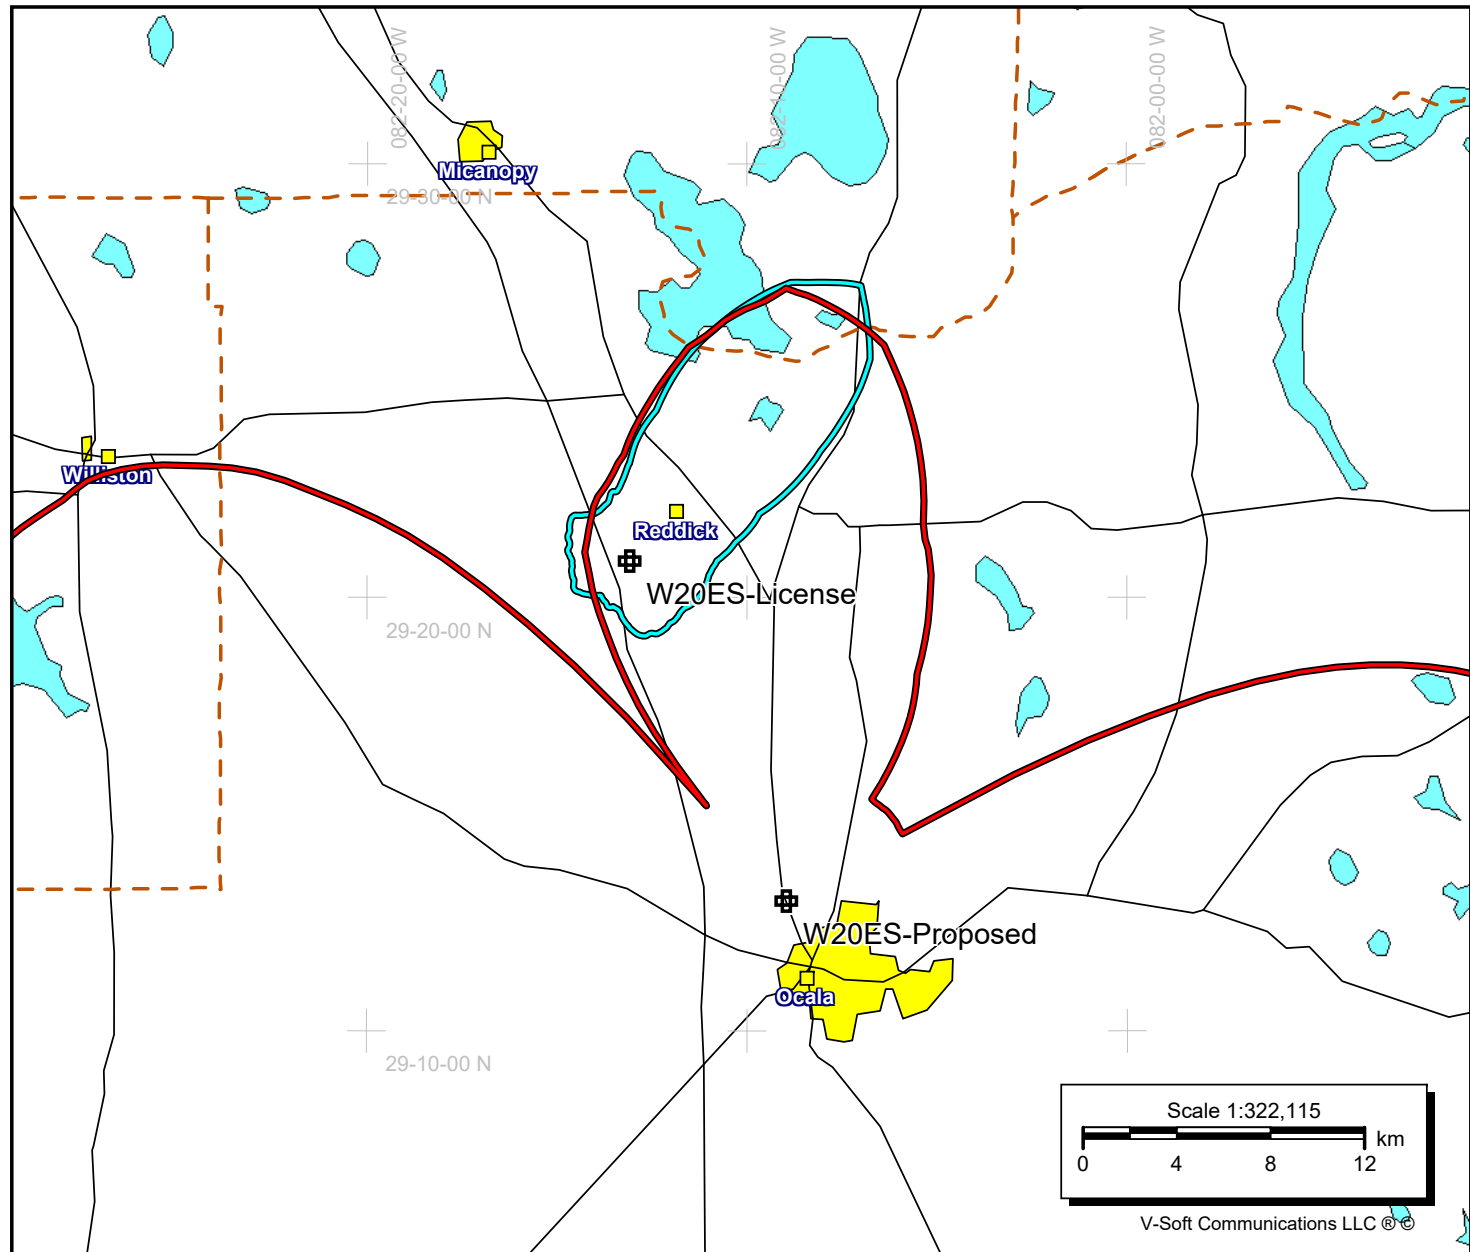 082-20-00 W
082-10-00 W
082-00-00 W
Micanopy
29-30-00 N
Williston
Reddick
W20ES-License
29-20-00 N
W20ES-Proposed
Ocala
29-10-00 N
Scale 1:322,115
km
0 4 8 12
V-Soft Communications LLC ® ©